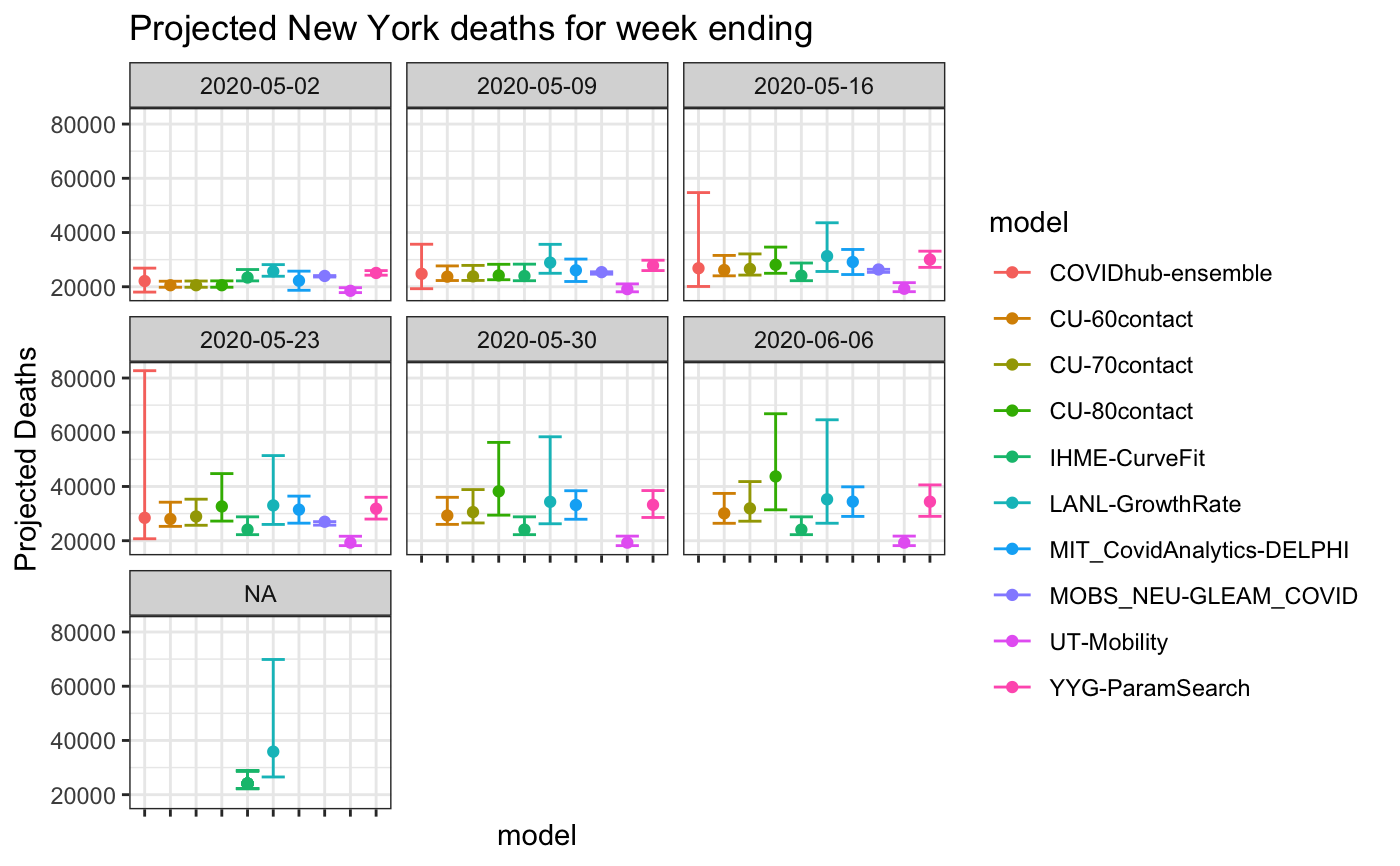 Projected New York deaths for week ending
2020-05-02
2020-05-09
2020-05-16
80000
60000
40000
20000
2020-05-23
2020-05-30
2020-06-06
80000
60000
40000
20000
NA
80000
60000
40000
20000
Projected Deaths
model
model
COVIDhub-ensemble
CU-60contact
CU-70contact
CU-80contact
IHME-CurveFit
LANL-GrowthRate
MIT_CovidAnalytics-DELPHI
MOBS_NEU-GLEAM_COVID
UT-Mobility
YYG-ParamSearch